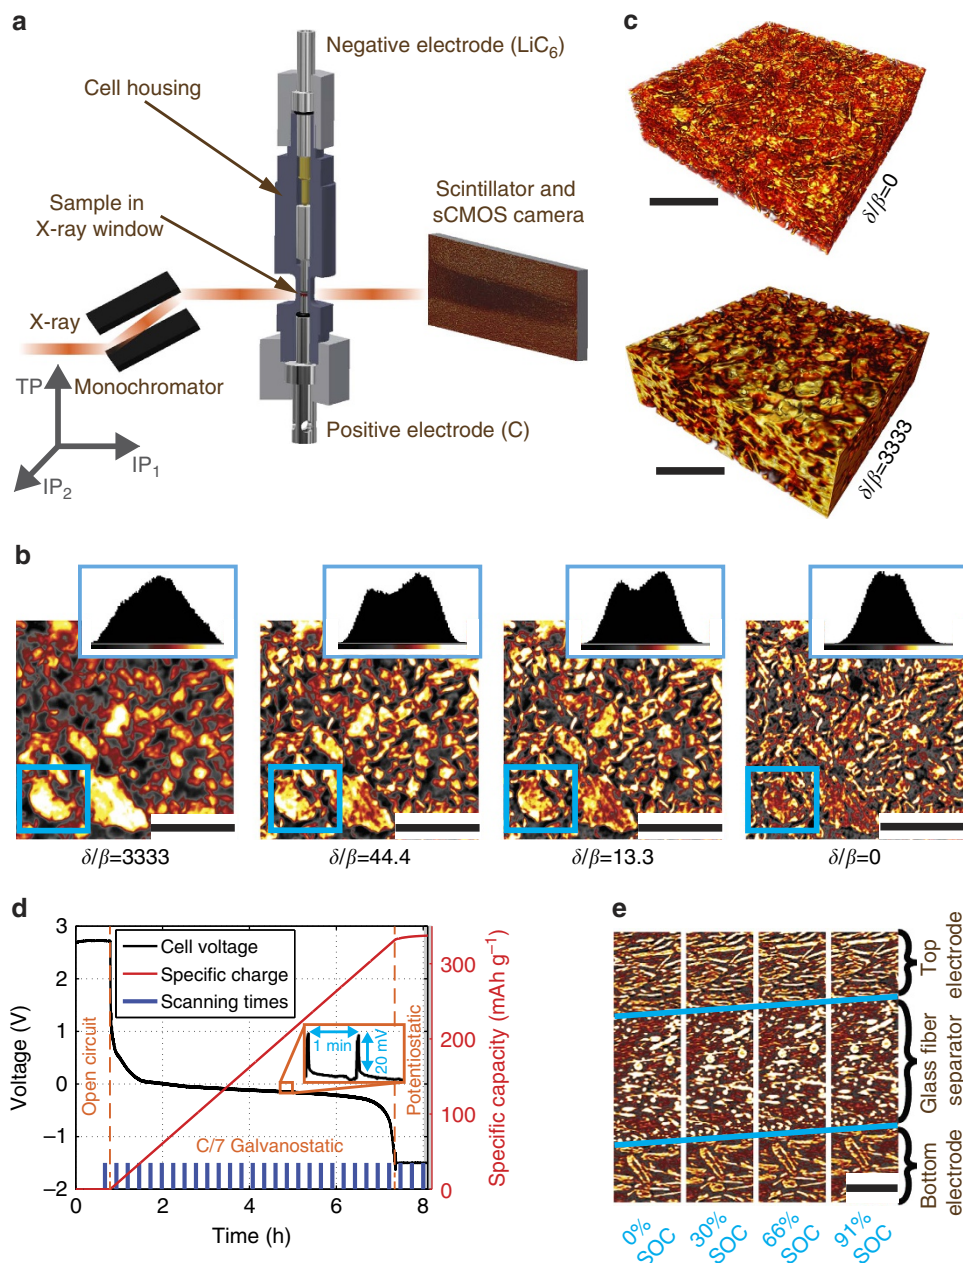 a
Negative electrode (LiC6)
Cell housing
Sample in
X-ray window
Scintillator and
sCMOS camera
X-ray
Monochromator
TP
IP1
IP2
Positive electrode (C)
c
δ/β=0
δ/β=3333
b
δ/β=3333
δ/β=44.4
δ/β=13.3
δ/β=0
d
Cell voltage
Specific charge
Scanning times
Voltage (V)
3
2
1
0
−1
−2
Open circuit
1 min
20 mV
Potentiostatic
C/7 Galvanostatic
300
200
100
0
Specific capacity (mAh g−1)
0
2
4
6
8
Time (h)
e
Top
electrode
Glass fiber
separator
Bottom
electrode
0%
SOC
30%
SOC
66%
SOC
91%
SOC